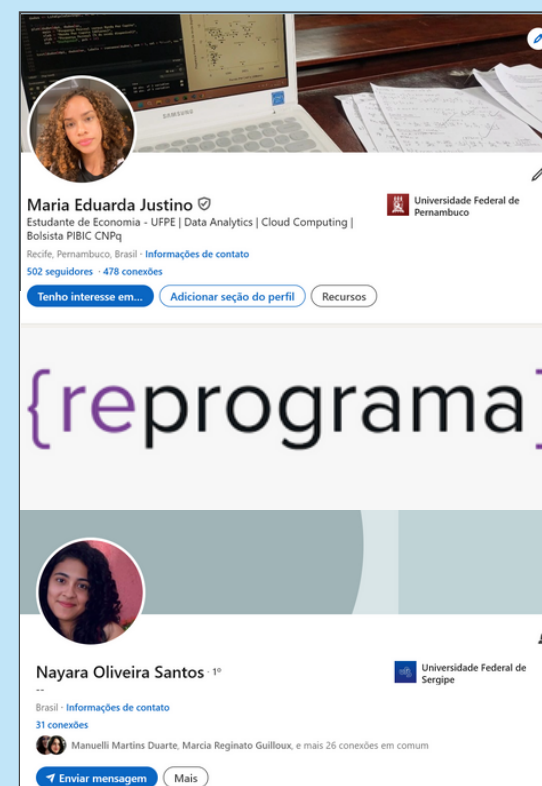 SAMSUNG
Maria Eduarda Justino
Universidade Federal de
Pernambuco
Estudante de Economia - UFPE | Data Analytics | Cloud Computing |
Bolsista PIBIC CNPq
Recife, Pernambuco, Brasil · Informações de contato
502 seguidores · 478 conexões
Tenho interesse em...
Adicionar seção do perfil
Recursos
{reprograma}
Nayara Oliveira Santos · 1º
Universidade Federal de
Sergipe
--
Brasil · Informações de contato
31 conexões
Manuelli Martins Duarte, Marcia Reginato Guilloux, e mais 26 conexões em comum
Enviar mensagem
Mais